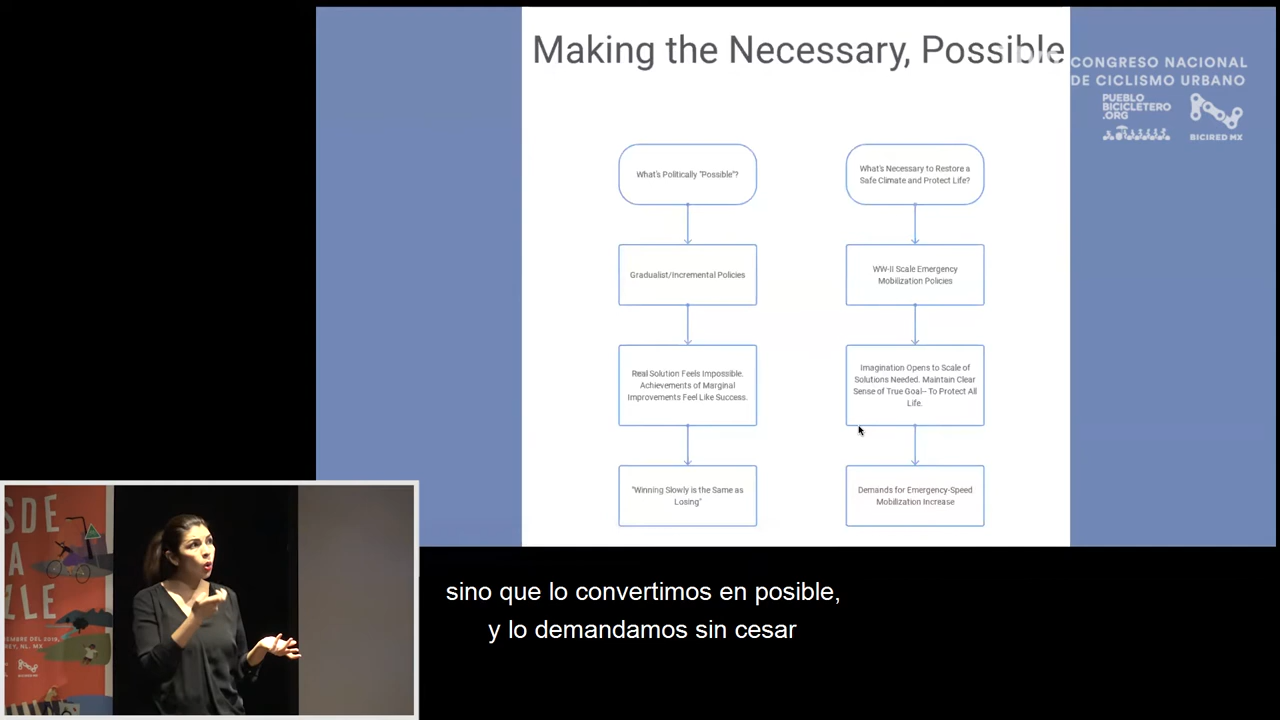 Making the Necessary, Possible
CONGRESO NACIONAL
DE CICLISMO URBANO
PUEBLO
BICICLETERO
.ORG
BICIRED MX
What's Politically "Possible"?
Gradualist/Incremental Policies
Real Solution Feels Impossible.
Achievements of Marginal
Improvements Feel Like Success.
"Winning Slowly is the Same as
Losing"
What's Necessary to Restore a
Safe Climate and Protect Life?
WW-II Scale Emergency
Mobilization Policies
Imagination Opens to Scale of
Solutions Needed. Maintain Clear
Sense of True Goal– To Protect All
Life.
Demands for Emergency-Speed
Mobilization Increase
SDE
A
ZLE
sino que lo convertimos en posible,
y lo demandamos sin cesar